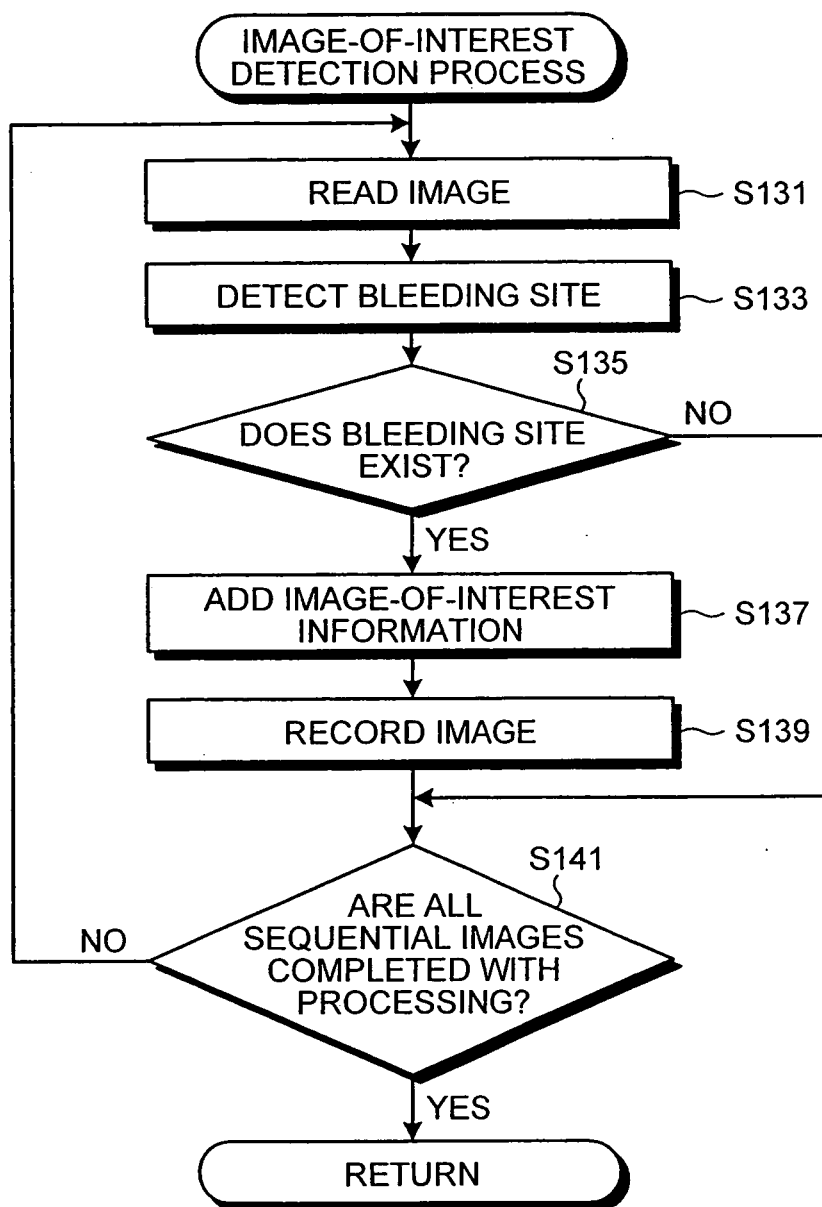 IMAGE-OF-INTEREST
DETECTION PROCESS
READ IMAGE
S131
DETECT BLEEDING SITE
S133
S135
DOES BLEEDING SITE
EXIST?
NO
YES
ADD IMAGE-OF-INTEREST
INFORMATION
S137
RECORD IMAGE
S139
S141
ARE ALL
SEQUENTIAL IMAGES
COMPLETED WITH
PROCESSING?
NO
YES
RETURN